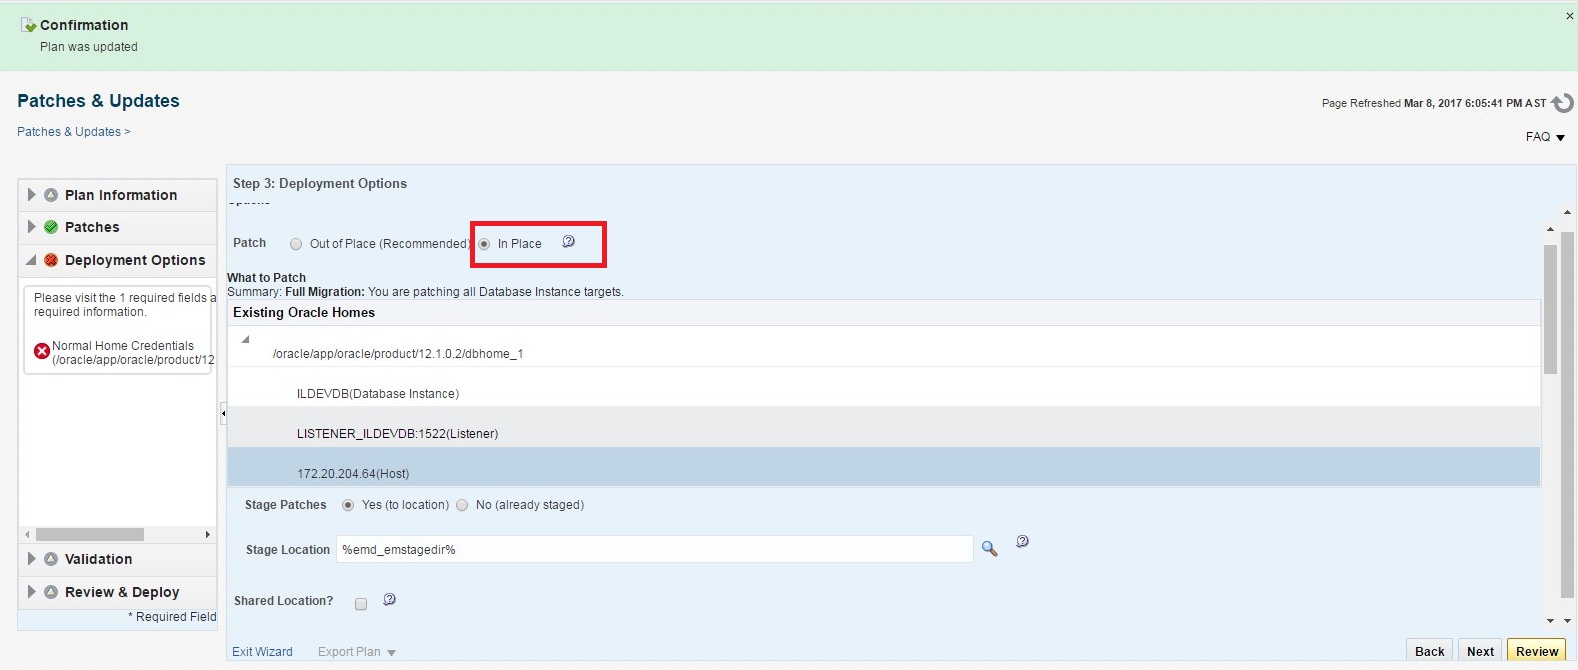 Confirmation
Plan was updated
Patches & Updates
Page Refreshed Mar 8, 2017 6:05:41 PM AST
Patches & Updates >
FAQ
Plan Information
Patches
Deployment Options
Please visit the 1 required fields a
required information.
Normal Home Credentials
(/oracle/app/oracle/product/12
Validation
Review & Deploy
* Required Field
Step 3: Deployment Options
Options
Patch Out of Place (Recommended) In Place
What to Patch
Summary: Full Migration: You are patching all Database Instance targets.
Existing Oracle Homes
/oracle/app/oracle/product/12.1.0.2/dbhome_1
ILDEVDB(Database Instance)
LISTENER_ILDEVDB:1522(Listener)
172.20.204.64(Host)
Stage Patches Yes (to location) No (already staged)
Stage Location %emd_emstagedir%
Shared Location?
Exit Wizard Export Plan
Back Next Review